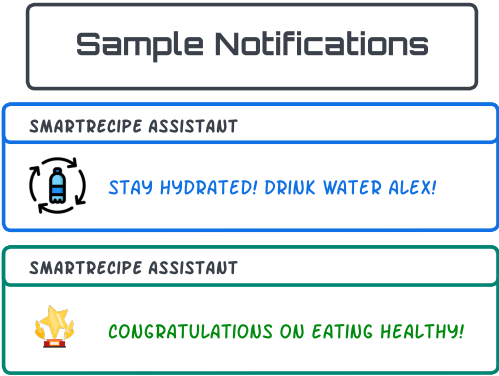 Sample Notifications
SMARTRECIPE ASSISTANT
STAY HYDRATED! DRINK WATER ALEX!
SMARTRECIPE ASSISTANT
CONGRATULATIONS ON EATING HEALTHY!